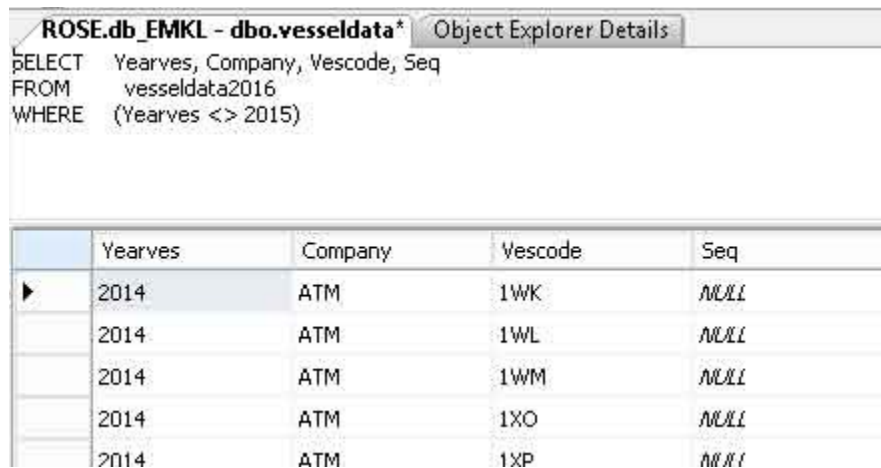 ROSE.db_EMKL - dbo.vesseldata* Object Explorer Details
SELECT Yearves, Company, Vescode, Seq
FROM vesseldata2016
WHERE (Yearves <> 2015)
Yearves Company Vescode Seq
2014 ATM 1WK NULL
2014 ATM 1WL NULL
2014 ATM 1WM NULL
2014 ATM 1XO NULL
2014 ATM 1XP NULL